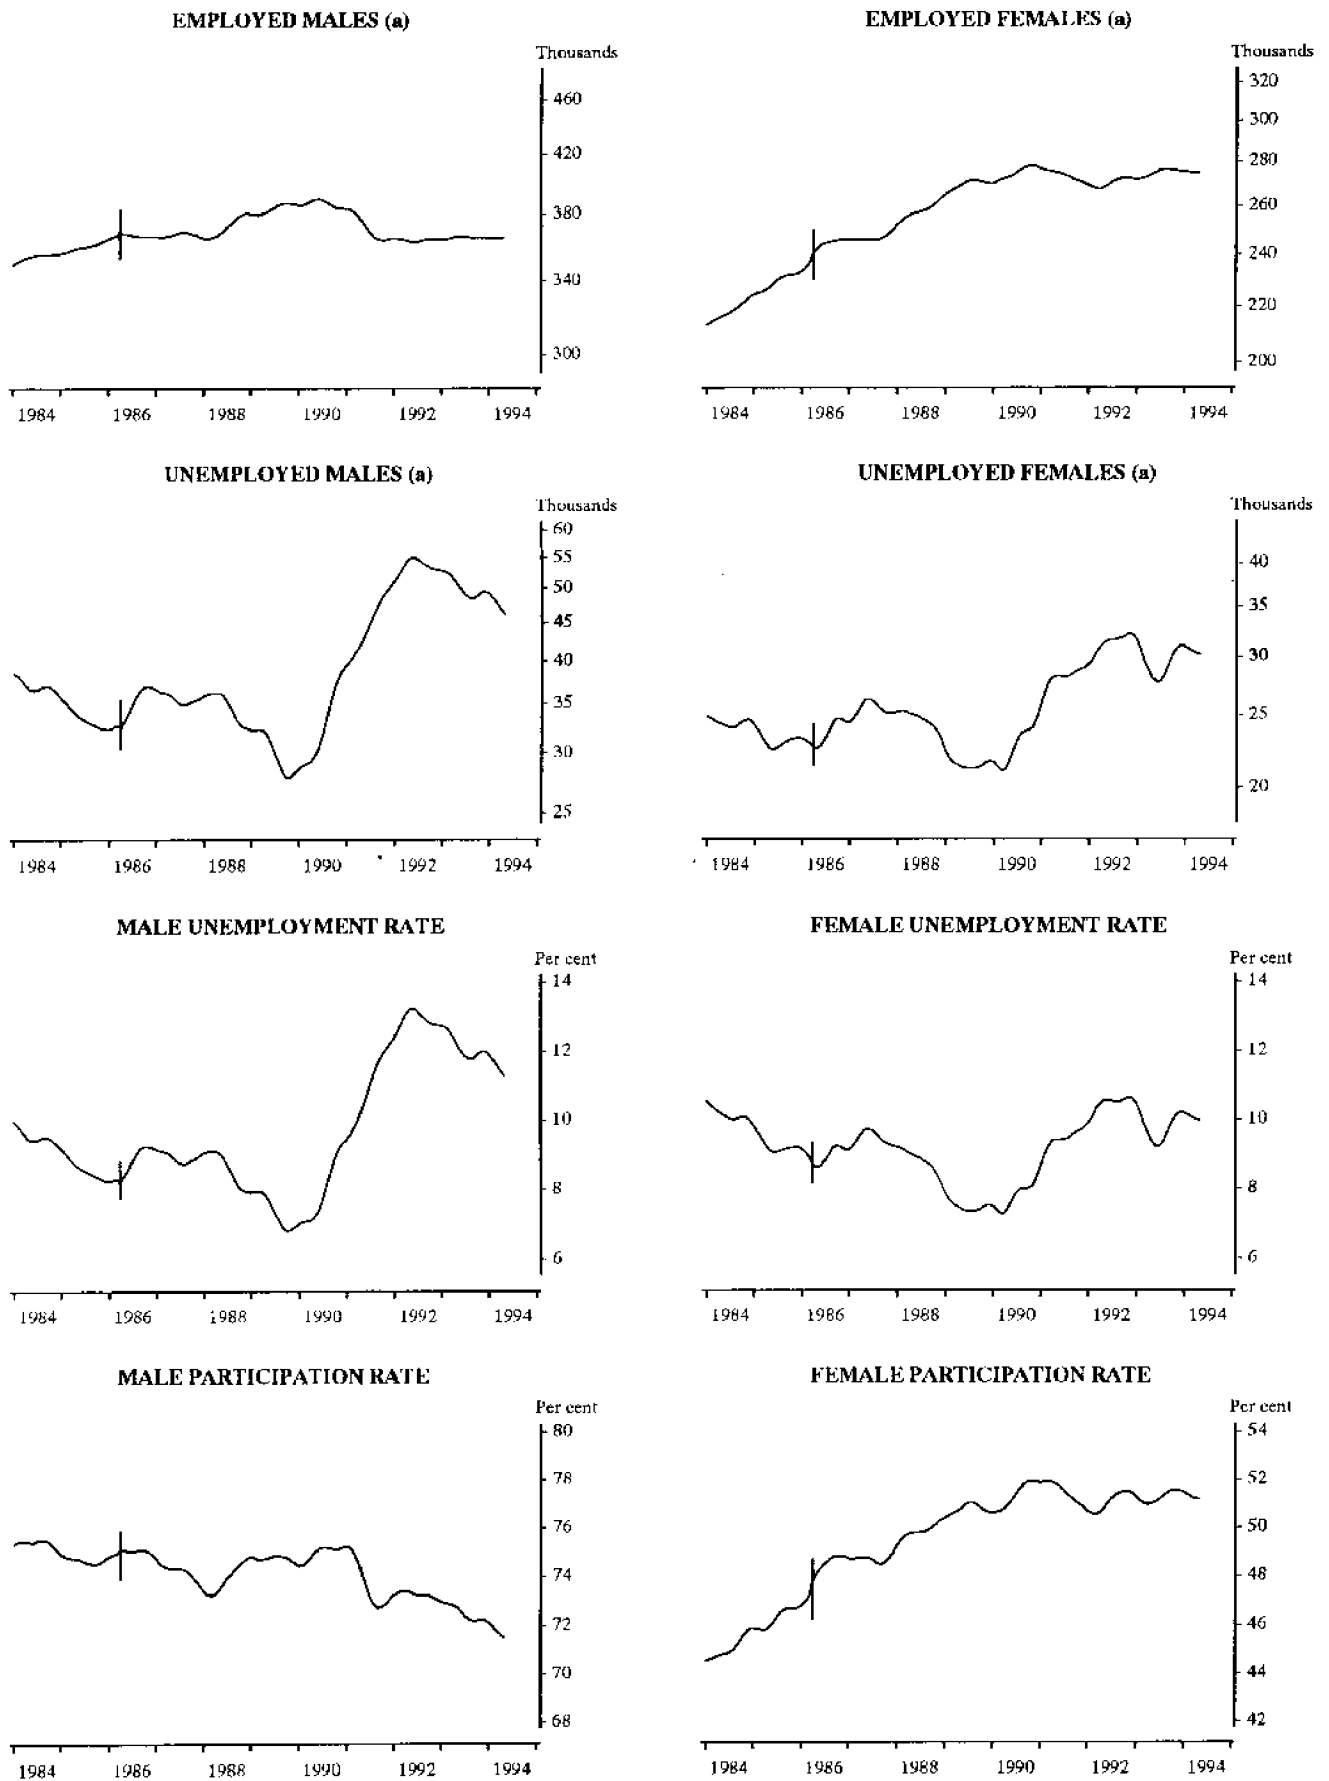 EMPLOYED MALES (a)
Thousands
460
420
380
340
300
1984 1986 1988 1990 1992 1994
EMPLOYED FEMALES (a)
Thousands
320
300
280
260
240
220
200
1984 1986 1988 1990 1992 1994
UNEMPLOYED MALES (a)
Thousands
60
55
50
45
40
35
30
25
1984 1986 1988 1990 1992 1994
UNEMPLOYED FEMALES (a)
Thousands
40
35
30
25
20
1984 1986 1988 1990 1992 1994
MALE UNEMPLOYMENT RATE
Per cent
14
12
10
8
6
1984 1986 1988 1990 1992 1994
FEMALE UNEMPLOYMENT RATE
Per cent
14
12
10
8
6
1984 1986 1988 1990 1992 1994
MALE PARTICIPATION RATE
Per cent
80
78
76
74
72
70
68
1984 1986 1988 1990 1992 1994
FEMALE PARTICIPATION RATE
Per cent
54
52
50
48
46
44
42
1984 1986 1988 1990 1992 1994